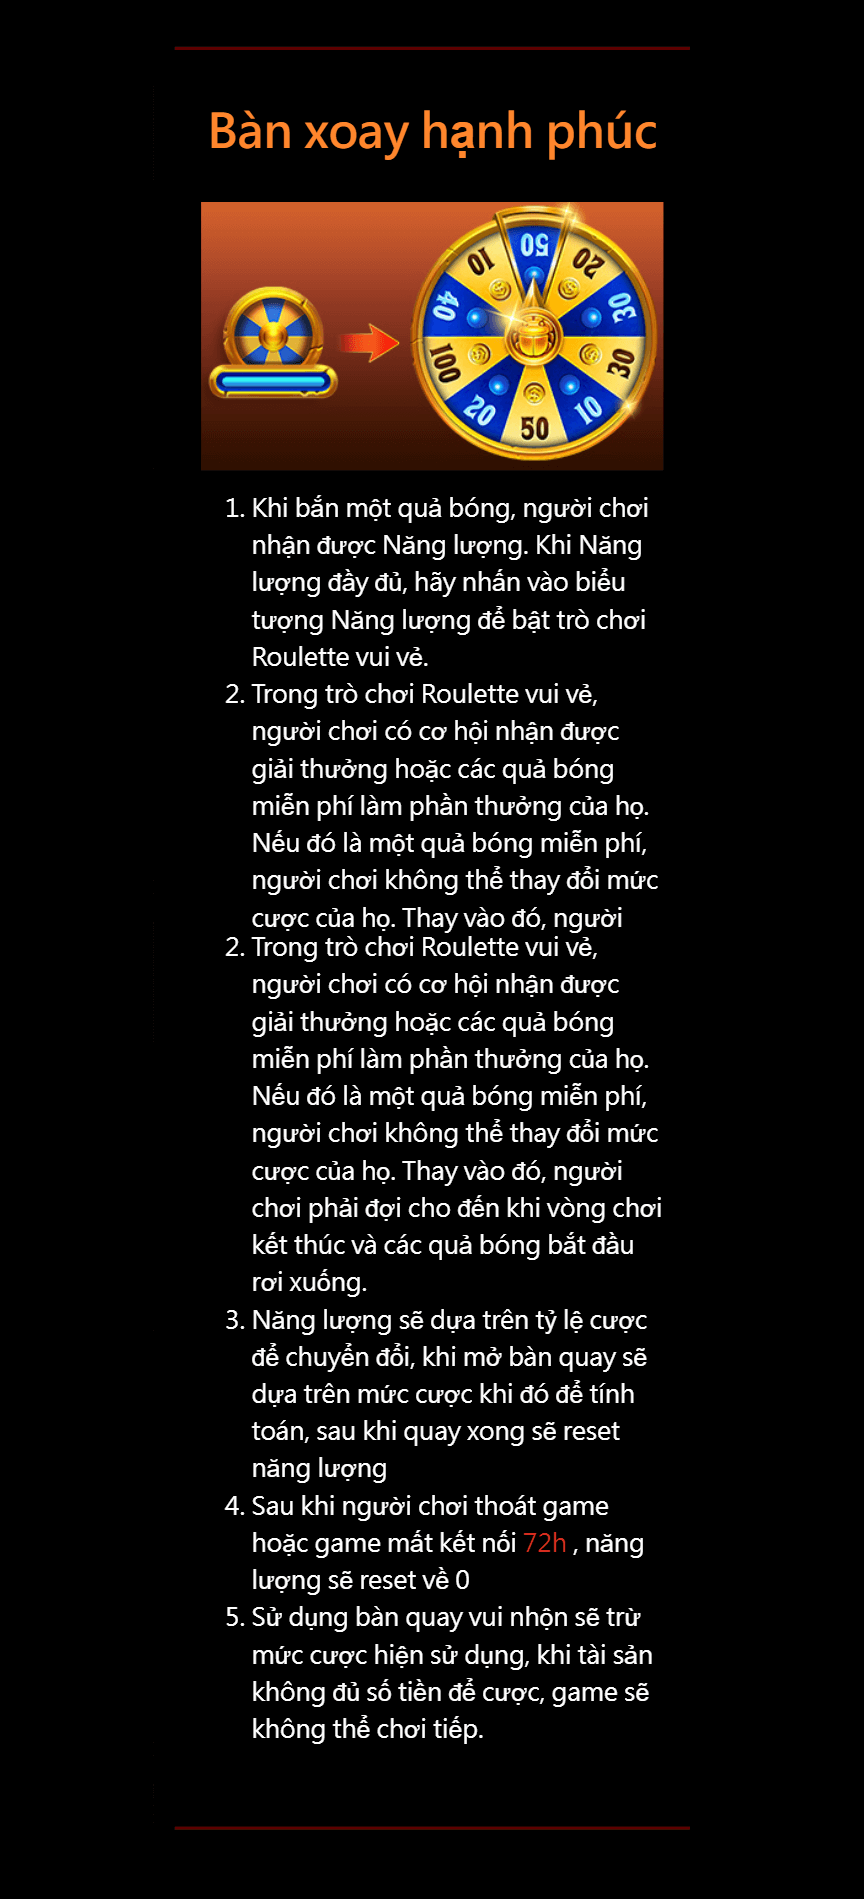 Bàn xoay hạnh phúc
50
20
30
30
10
50
20
100
40
10
1. Khi bắn một quả bóng, người chơi
nhận được Năng lượng. Khi Năng
lượng đầy đủ, hãy nhấn vào biểu
tượng Năng lượng để bật trò chơi
Roulette vui vẻ.
2. Trong trò chơi Roulette vui vẻ,
người chơi có cơ hội nhận được
giải thưởng hoặc các quả bóng
miễn phí làm phần thưởng của họ.
Nếu đó là một quả bóng miễn phí,
người chơi không thể thay đổi mức
cược của họ. Thay vào đó, người
2. Trong trò chơi Roulette vui vẻ,
người chơi có cơ hội nhận được
giải thưởng hoặc các quả bóng
miễn phí làm phần thưởng của họ.
Nếu đó là một quả bóng miễn phí,
người chơi không thể thay đổi mức
cược của họ. Thay vào đó, người
chơi phải đợi cho đến khi vòng chơi
kết thúc và các quả bóng bắt đầu
rơi xuống.
3. Năng lượng sẽ dựa trên tỷ lệ cược
để chuyển đổi, khi mở bàn quay sẽ
dựa trên mức cược khi đó để tính
toán, sau khi quay xong sẽ reset
năng lượng
4. Sau khi người chơi thoát game
hoặc game mất kết nối 72h , năng
lượng sẽ reset về 0
5. Sử dụng bàn quay vui nhộn sẽ trừ
mức cược hiện sử dụng, khi tài sản
không đủ số tiền để cược, game sẽ
không thể chơi tiếp.